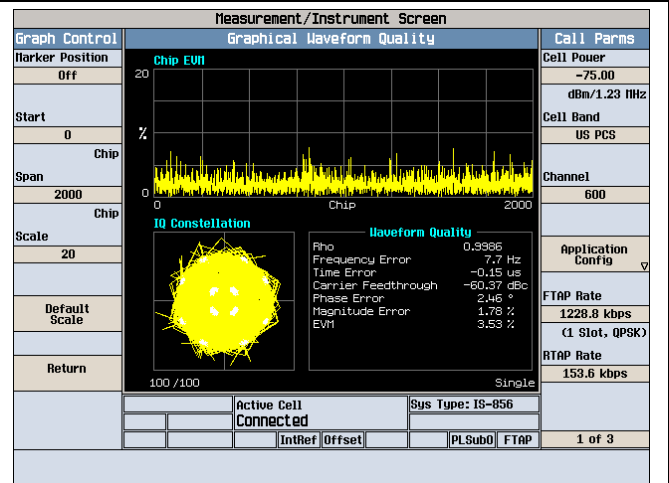 Measurement/Instrument Screen
Graph Control
Graphical Waveform Quality
Call Parms
Marker Position
Off
Start
0
Chip
Span
2000
Chip
Scale
20
Default
Scale
Return
Chip EVM
20
%
0
0
Chip
2000
IQ Constellation
Waveform Quality
Rho 0.9986
Frequency Error 7.7 Hz
Time Error -0.15 us
Carrier Feedthrough -60.37 dBc
Phase Error 2.46 °
Magnitude Error 1.78 %
EVM 3.53 %
100/100
Single
Cell Power
-75.00
dBm/1.23 MHz
Cell Band
US PCS
Channel
600
Application
Config
FTAP Rate
1228.8 kbps
(1 Slot, QPSK)
RTAP Rate
153.6 kbps
Active Cell
Sys Type: IS-856
Connected
IntRef Offset PLSub0 FTAP
1 of 3